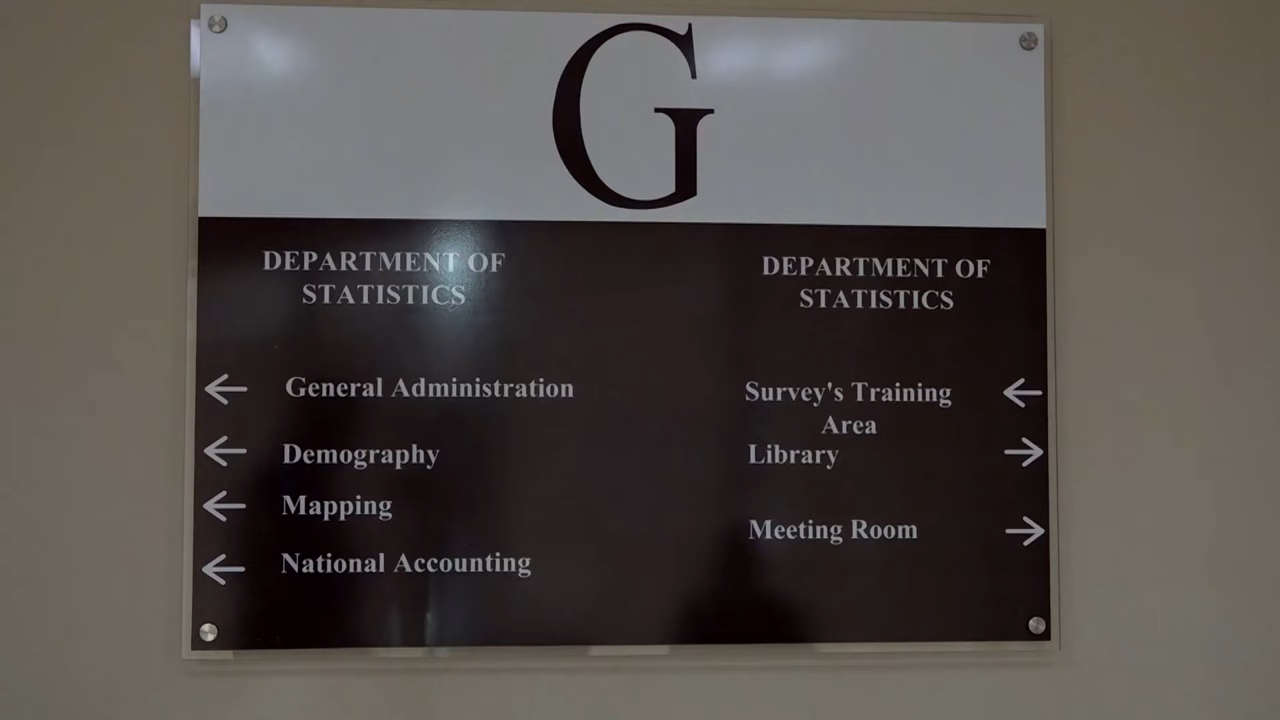 G
DEPARTMENT OF
STATISTICS
← General Administration
← Demography
← Mapping
← National Accounting
DEPARTMENT OF
STATISTICS
Survey's Training ←
Area
Library →
Meeting Room →